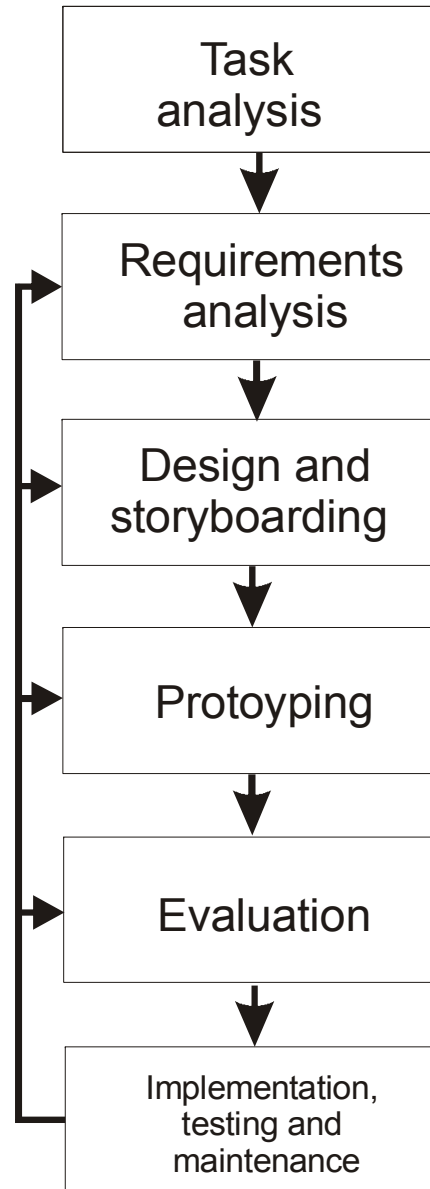 Task
analysis
Requirements
analysis
Design and
storyboarding
Protoyping
Evaluation
Implementation,
testing and
maintenance